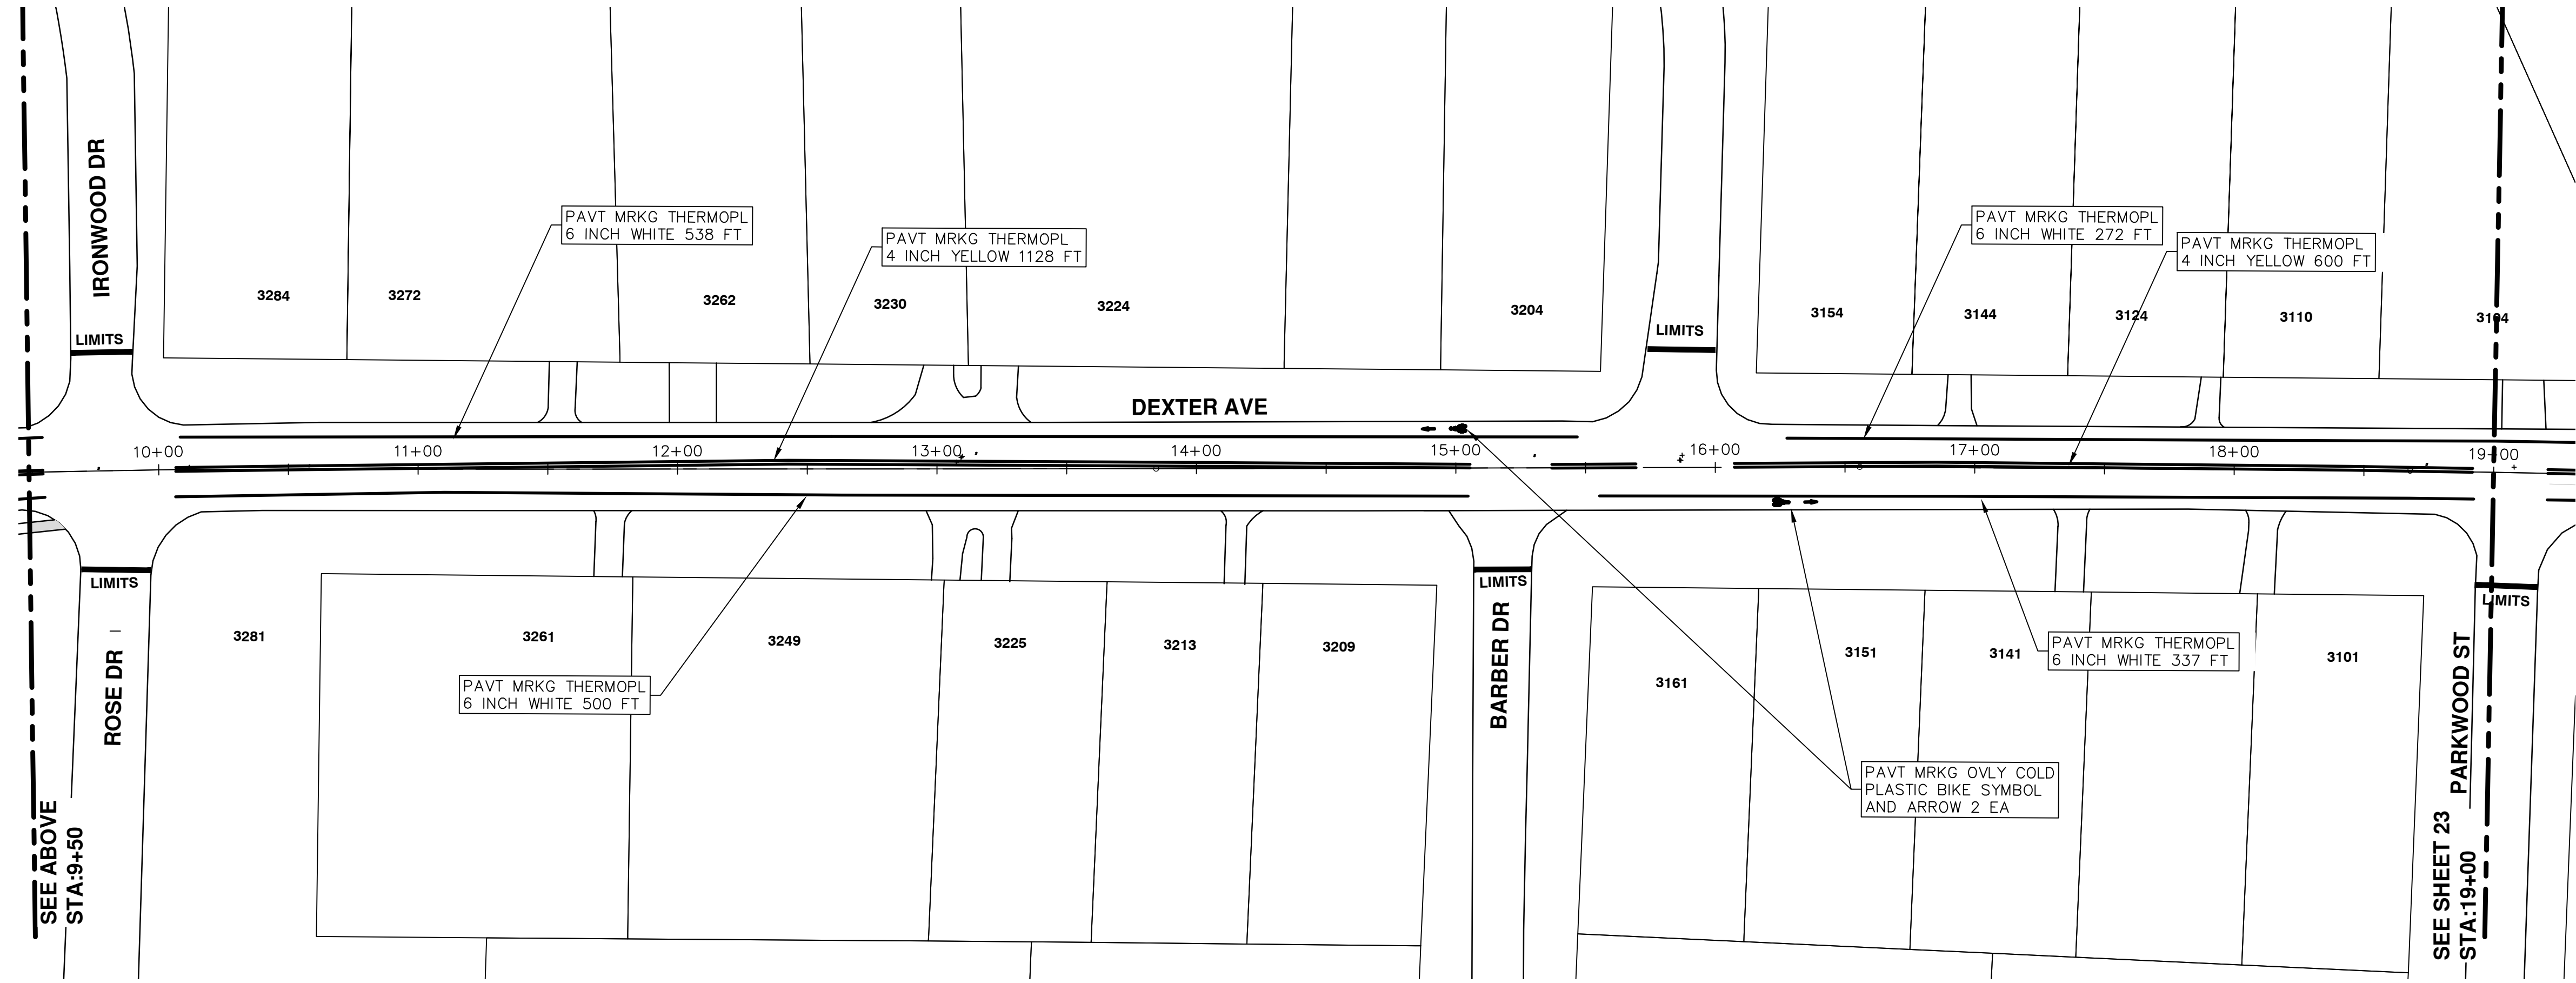 IRONWOOD DR
PAVT MRKG THERMOPL
6 INCH WHITE 538 FT
PAVT MRKG THERMOPL
4 INCH YELLOW 1128 FT
PAVT MRKG THERMOPL
6 INCH WHITE 272 FT
PAVT MRKG THERMOPL
4 INCH YELLOW 600 FT
3284
3272
3262
3230
3224
3204
3154
3144
3124
3110
3104
LIMITS
LIMITS
DEXTER AVE
10+00
11+00
12+00
13+00
14+00
15+00
16+00
17+00
18+00
19+00
LIMITS
LIMITS
LIMITS
ROSE DR
3281
3261
3249
3225
3213
3209
BARBER DR
3161
3151
3141
3101
PARKWOOD ST
PAVT MRKG THERMOPL
6 INCH WHITE 500 FT
PAVT MRKG THERMOPL
6 INCH WHITE 337 FT
PAVT MRKG OVLY COLD
PLASTIC BIKE SYMBOL
AND ARROW 2 EA
SEE ABOVE
STA:9+50
SEE SHEET 23
STA:19+00